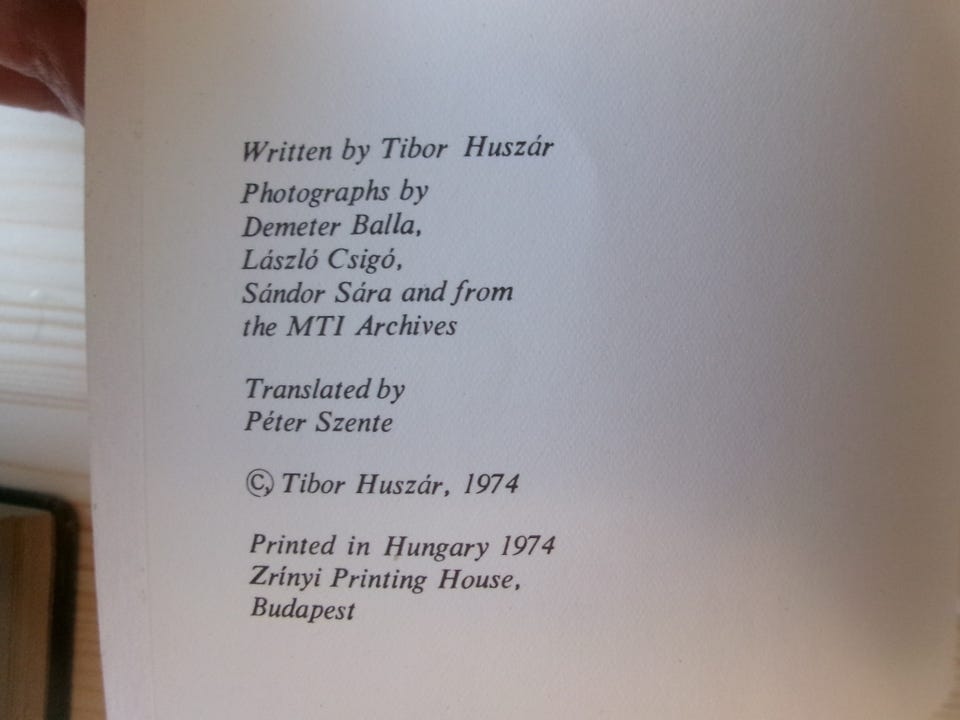 Written by Tibor Huszár
Photographs by
Demeter Balla,
László Csigó,
Sándor Sára and from
the MTI Archives
Translated by
Péter Szente
© Tibor Huszár, 1974
Printed in Hungary 1974
Zrínyi Printing House,
Budapest